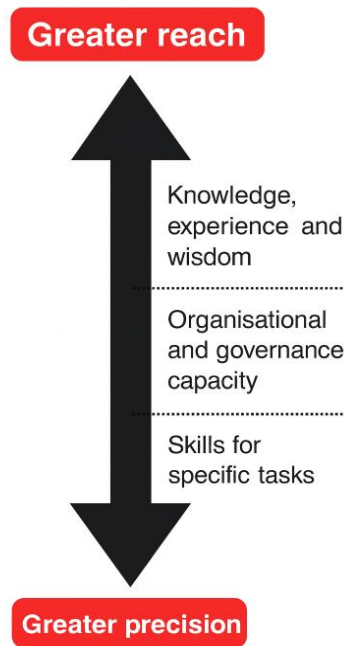 Greater reach
Knowledge,
experience and
wisdom
Organisational
and governance
capacity
Skills for
specific tasks
Greater precision